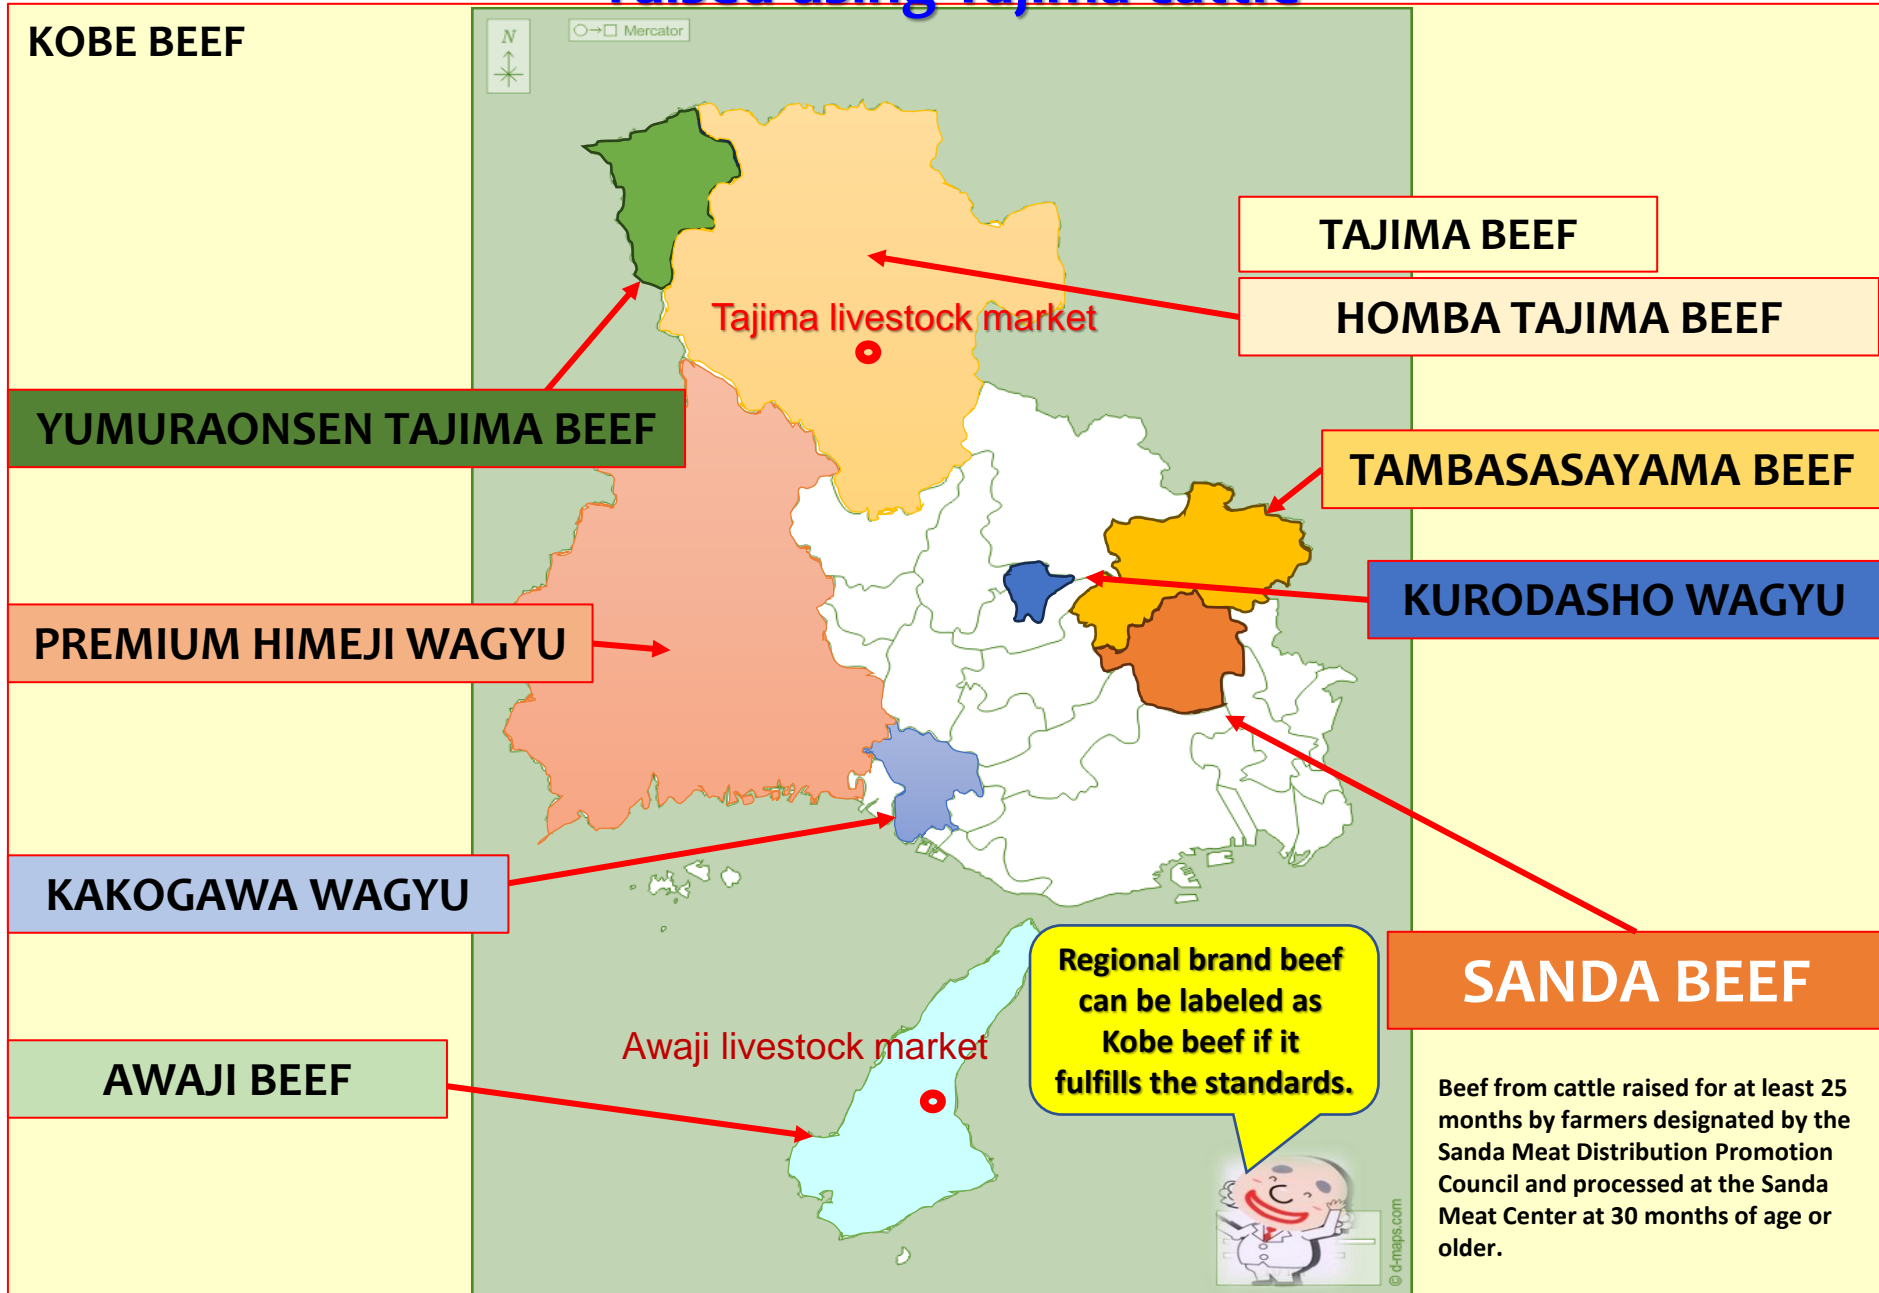 raised using Tajima cattle
KOBE BEEF
N
Mercator
TAJIMA BEEF
HOMBA TAJIMA BEEF
Tajima livestock market
YUMURAONSEN TAJIMA BEEF
TAMBASASAYAMA BEEF
KURODASHO WAGYU
PREMIUM HIMEJI WAGYU
KAKOGAWA WAGYU
SANDA BEEF
Regional brand beef
can be labeled as
Kobe beef if it
fulfills the standards.
Awaji livestock market
AWAJI BEEF
Beef from cattle raised for at least 25
months by farmers designated by the
Sanda Meat Distribution Promotion
Council and processed at the Sanda
Meat Center at 30 months of age or
older.
© d-maps.com